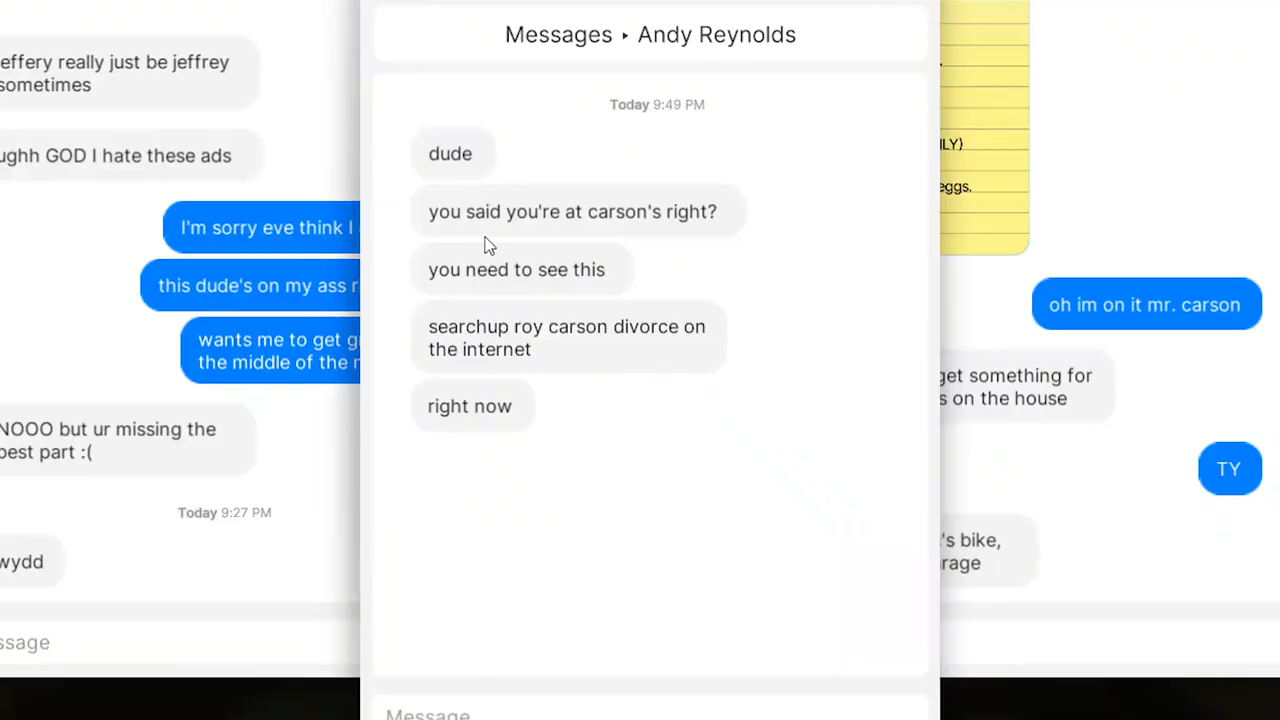 Messages ▸ Andy Reynolds
effery really just be jeffrey
sometimes
ughh GOD I hate these ads
I'm sorry eve think I
this dude's on my ass
wants me to get
the middle of the
NOOO but ur missing the
best part :(
Today 9:27 PM
wydd
ssage
Today 9:49 PM
dude
you said you're at carson's right?
you need to see this
searchup roy carson divorce on
the internet
right now
Message
ILY)
eggs.
oh im on it mr. carson
get something for
s on the house
TY
's bike,
arage